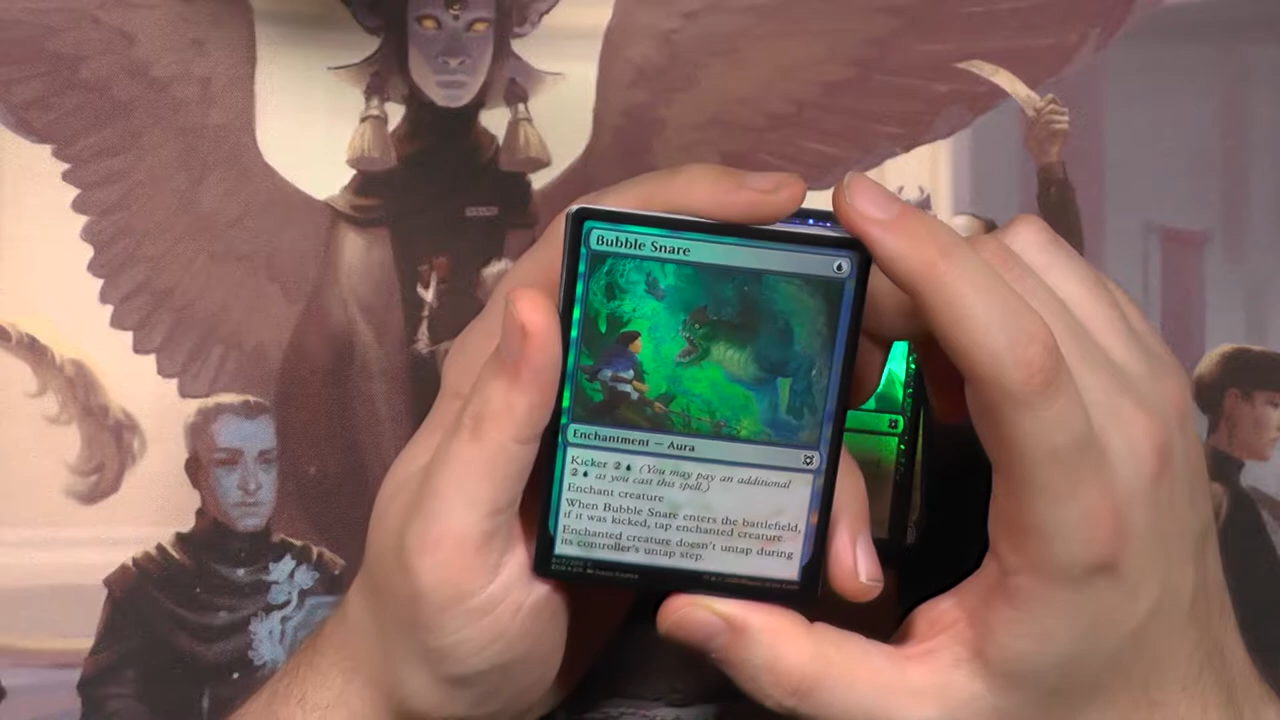 Bubble Snare
Enchantment — Aura
Kicker 2 (You may pay an additional
2 as you cast this spell.)
Enchant creature
When Bubble Snare enters the battlefield,
if it was kicked, tap enchanted creature.
Enchanted creature doesn't untap during
its controller's untap step.